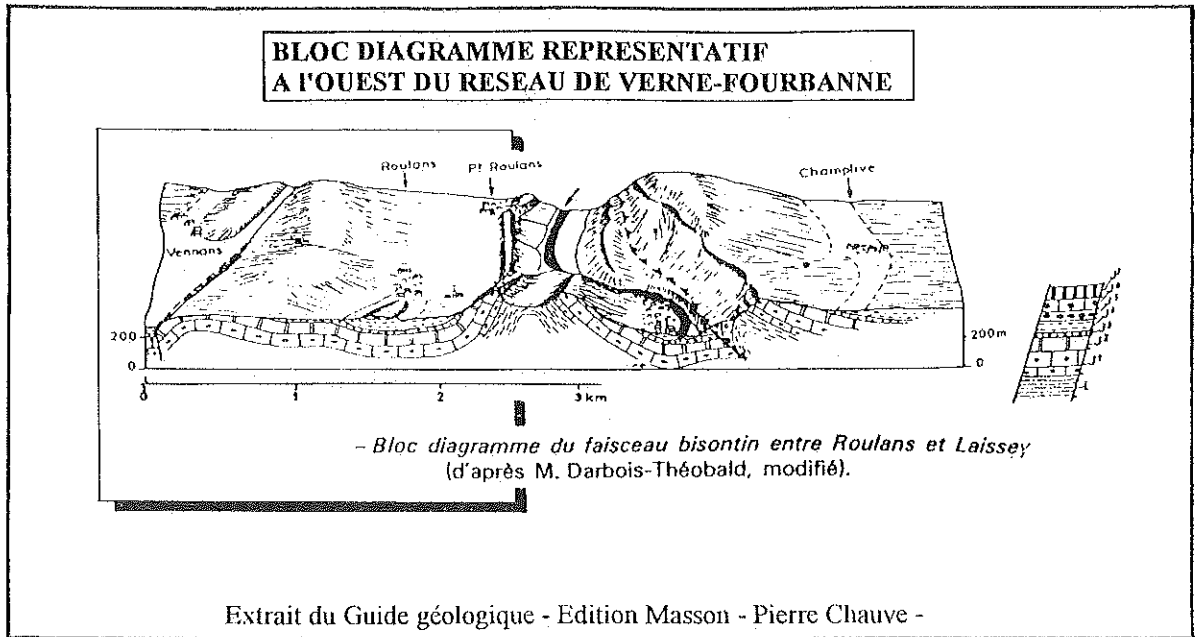 BLOC DIAGRAMME REPRESENTATIF
A l'OUEST DU RESEAU DE VERNE-FOURBANNE
Roulans Pt Roulans Champlive
Vennans
200 200m
0 0
0 1 2 3 km
- Bloc diagramme du faisceau bisontin entre Roulans et Laissey
(d'après M. Darbois-Théobald, modifié).
Extrait du Guide géologique - Edition Masson - Pierre Chauve -